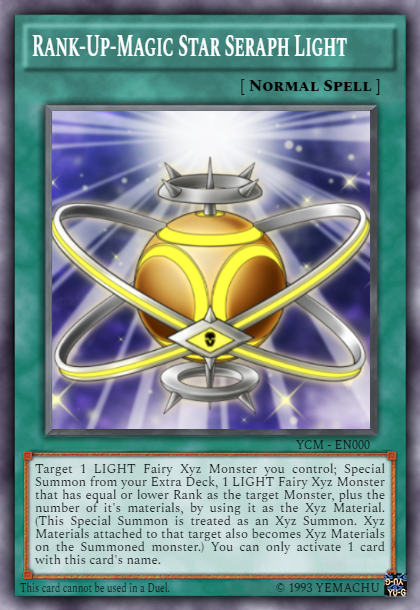 RANK-UP-MAGIC STAR SERAPH LIGHT
[ NORMAL SPELL ]
YCM - EN000
Target 1 LIGHT Fairy Xyz Monster you control; Special
Summon from your Extra Deck, 1 LIGHT Fairy Xyz Monster
that has equal or lower Rank as the target Monster, plus the
number of it's materials, by using it as the Xyz Material.
(This Special Summon is treated as an Xyz Summon. Xyz
Materials attached to that target also becomes Xyz Materials
on the Summoned monster.) You can only activate 1 card
with this card's name.
This card cannot be used in a Duel.
© 1993 YEMACHU